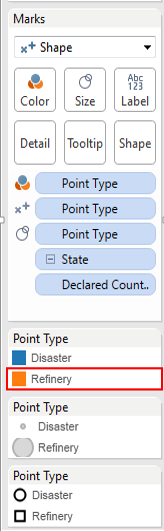 Marks
Shape
Color
Size
Abc
123
Label
Detail
Tooltip
Shape
Point Type
Point Type
Point Type
State
Declared Count..
Point Type
Disaster
Refinery
Point Type
Disaster
Refinery
Point Type
Disaster
Refinery